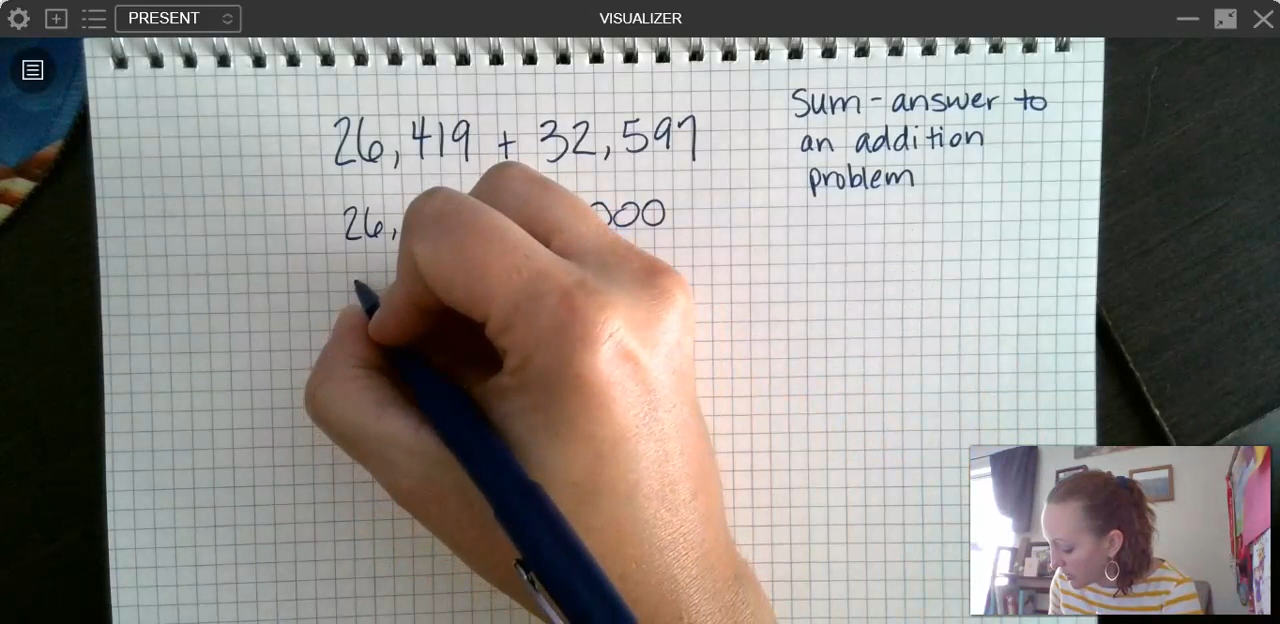 PRESENT
VISUALIZER
26,419 + 32,597
26, 000
Sum - answer to
an addition
problem